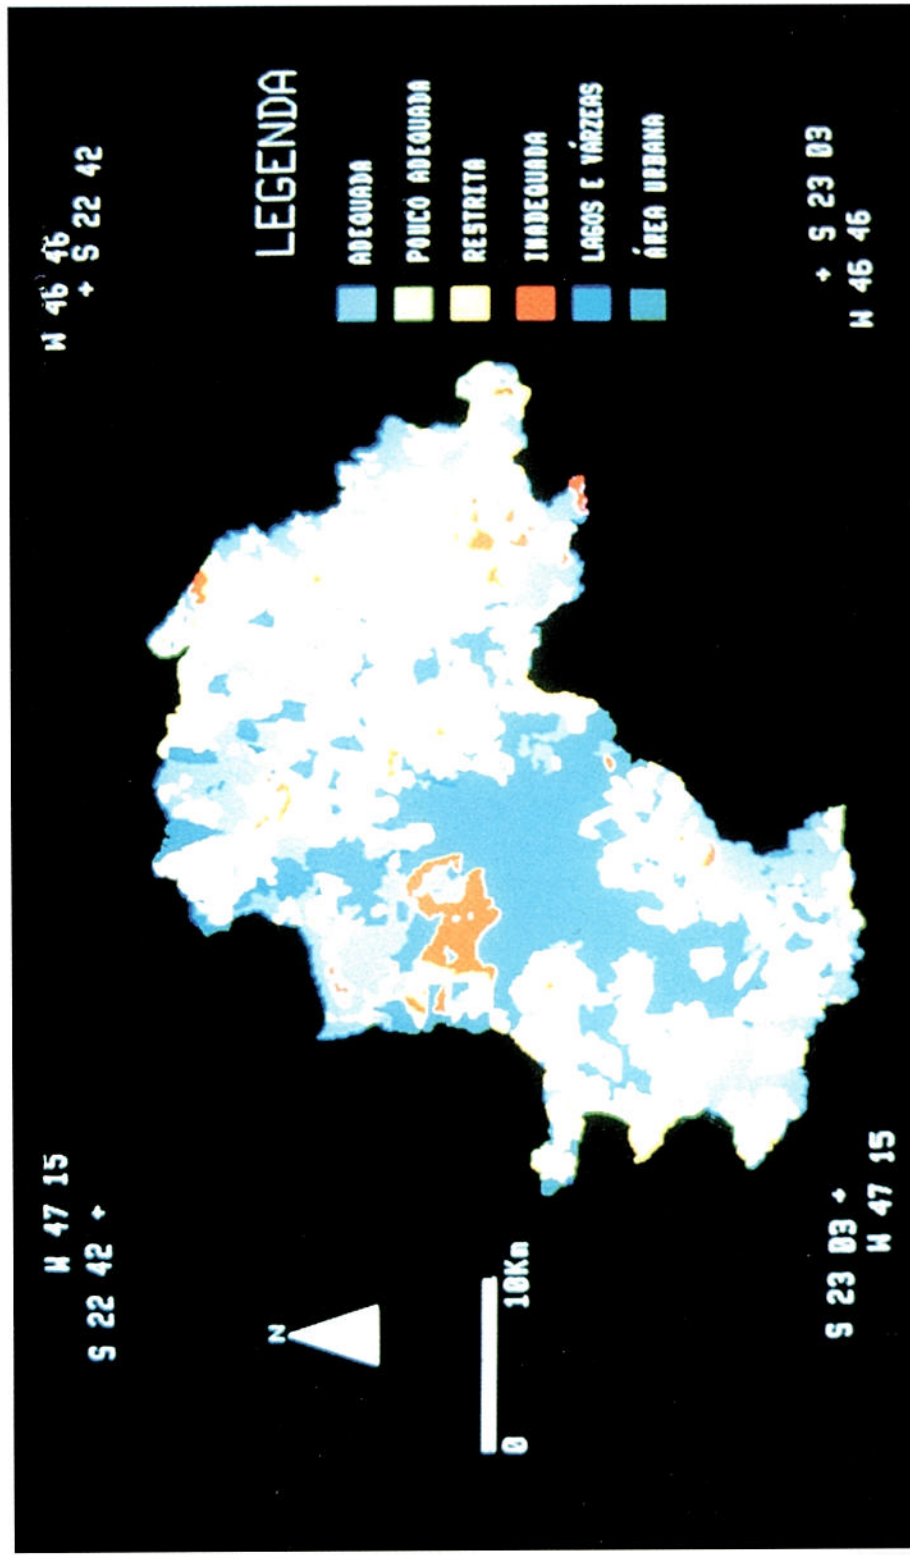 W 47 15
S 22 42 +
W 46 46
+ S 22 42
N
0
10Km
LEGENDA
ADEQUADA
POUCO ADEQUADA
RESTRITA
INADEQUADA
LAGOS E VÁRZEAS
ÁREA URBANA
S 23 03 +
W 47 15
+ S 23 03
W 46 46